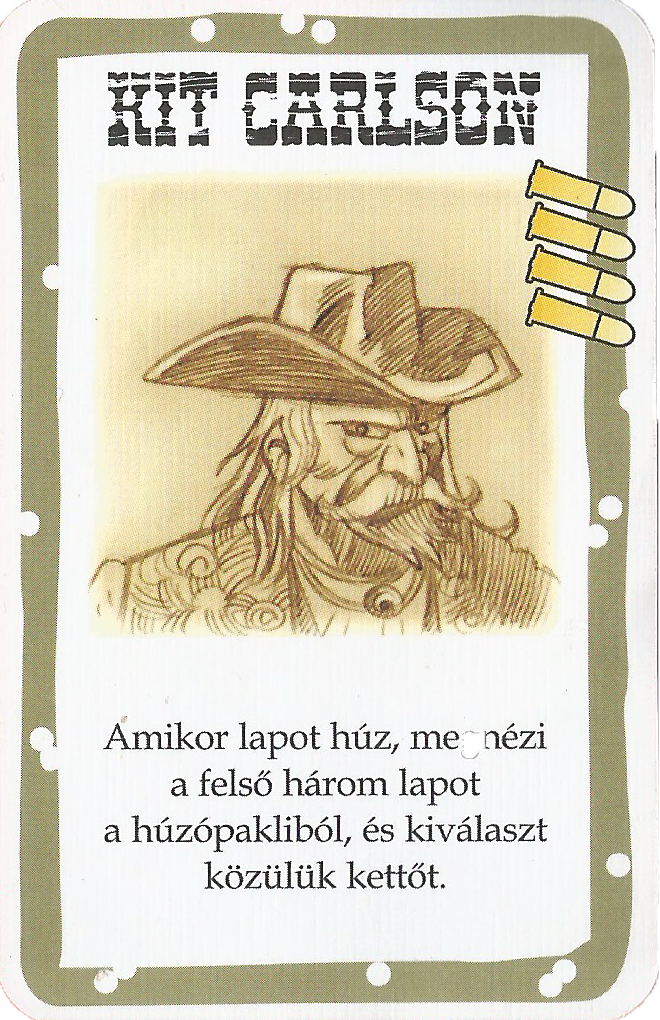 KIT CARLSON
Amikor lapot húz, megnézi
a felső három lapot
a húzópakliból, és kiválaszt
közülük kettőt.